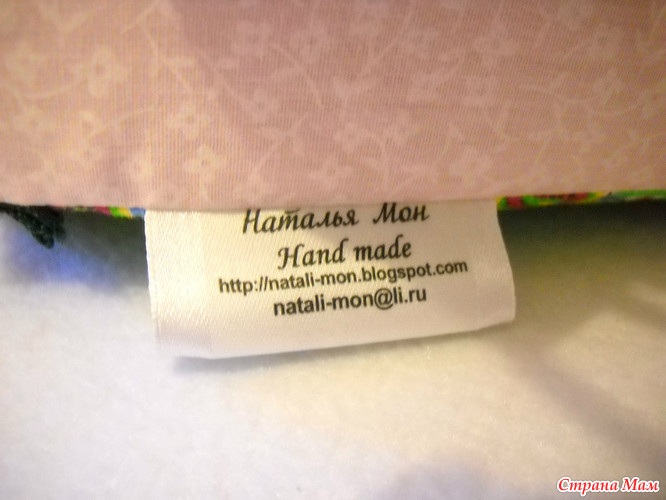 Наталья Мон
Hand made
http://natali-mon.blogspot.com
natali-mon@li.ru
Страна Мам